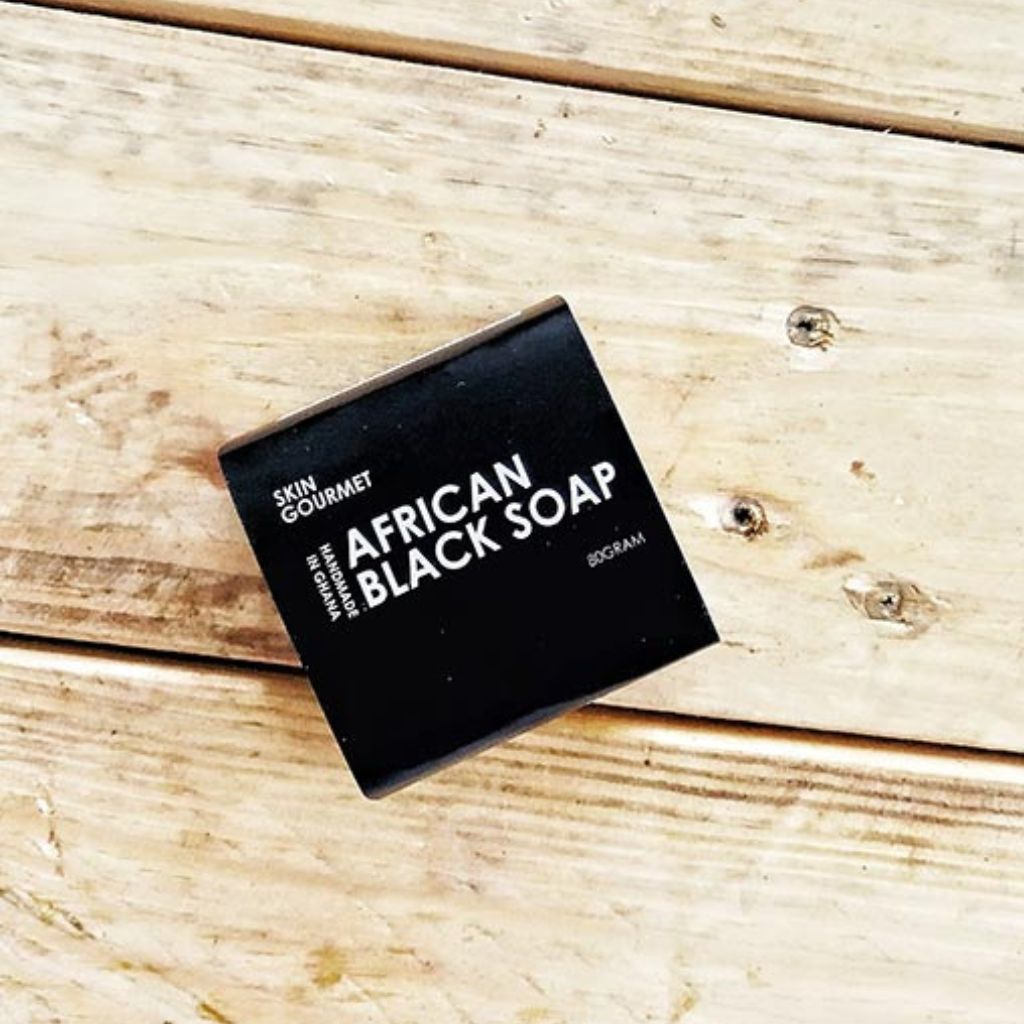 SKIN
GOURMET
AFRICAN
BLACK SOAP
HANDMADE
IN GHANA
80GRAM